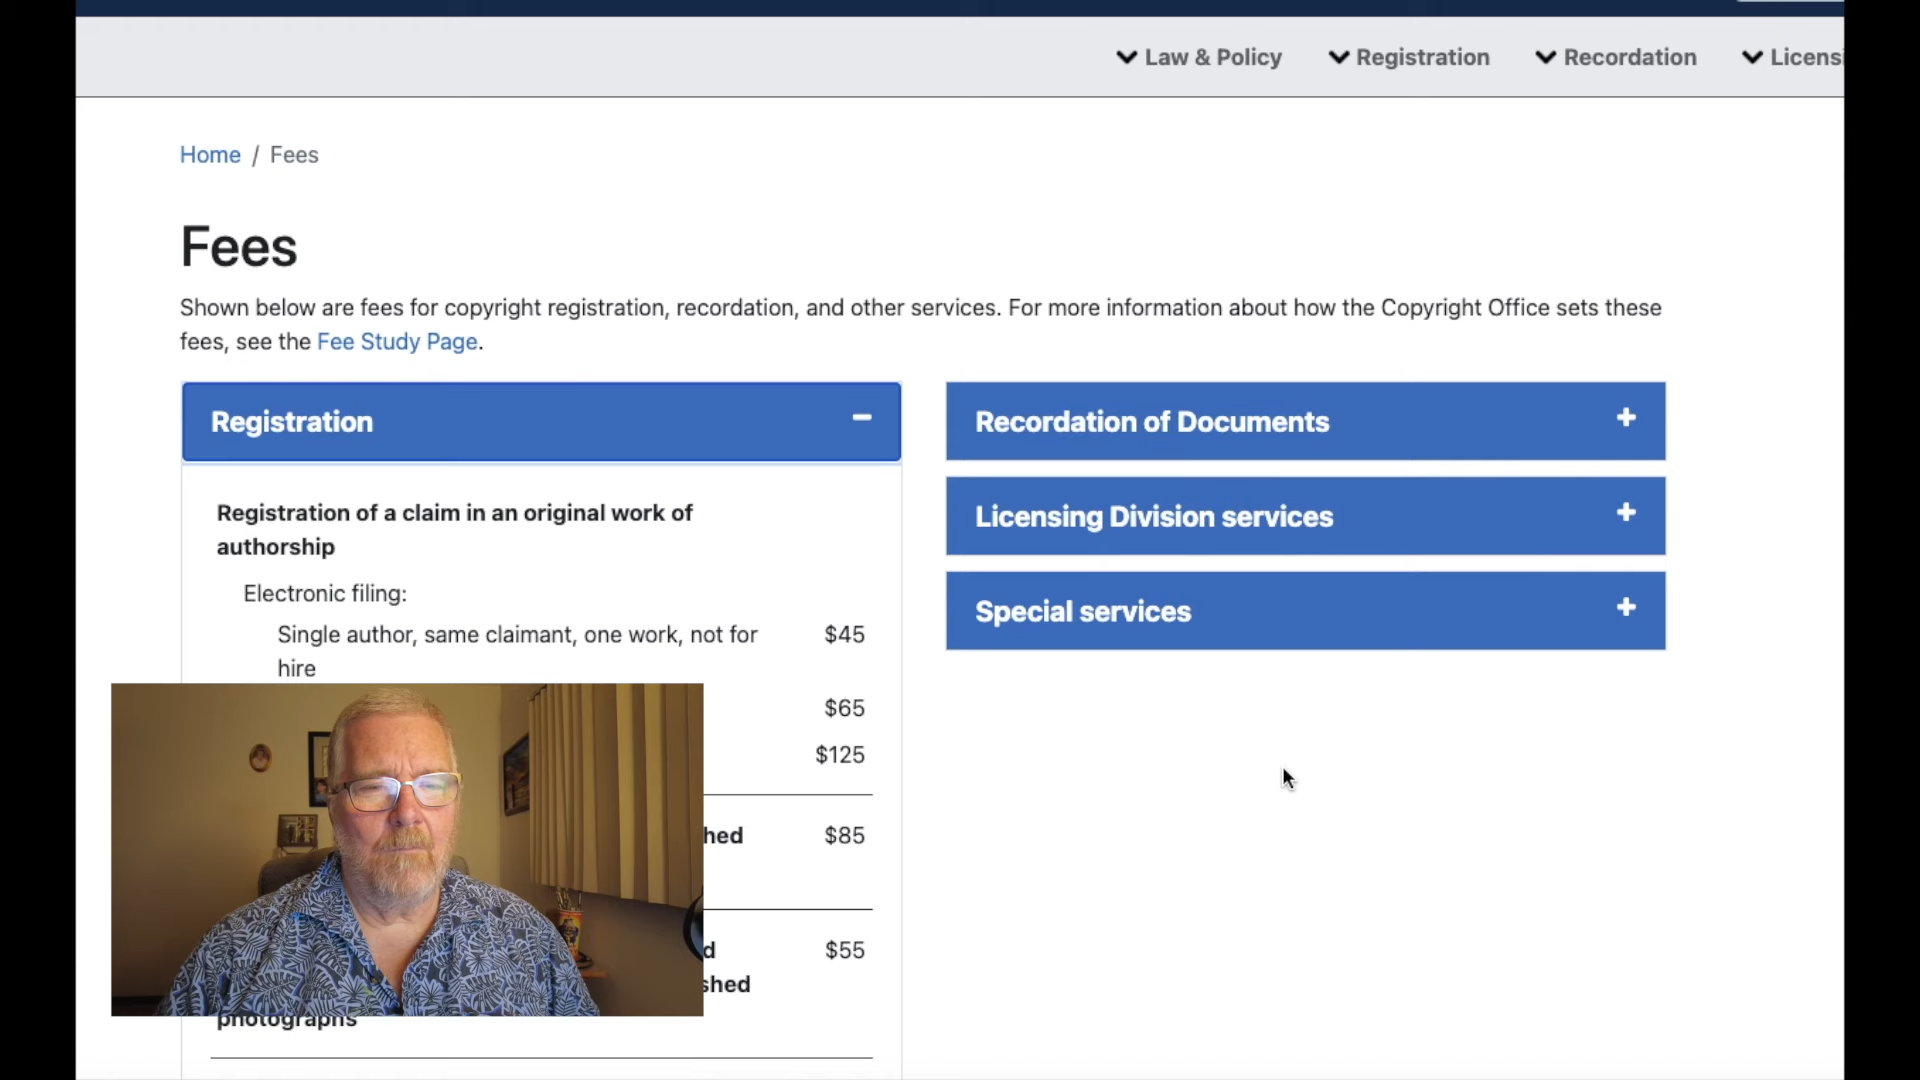 Law & Policy Registration Recordation Licensi
Home / Fees
Fees
Shown below are fees for copyright registration, recordation, and other services. For more information about how the Copyright Office sets these
fees, see the Fee Study Page.
Registration
Registration of a claim in an original work of
authorship
Electronic filing:
Single author, same claimant, one work, not for $45
hire
$65
$125
hed $85
d $55
shed
photographs
Recordation of Documents
Licensing Division services
Special services